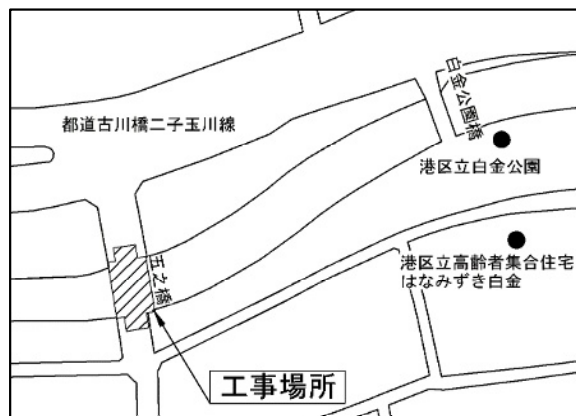 白金公園橋
都道古川橋二子玉川線
港区立白金公園
五之橋
港区立高齢者集合住宅
はなみずき白金
工事場所